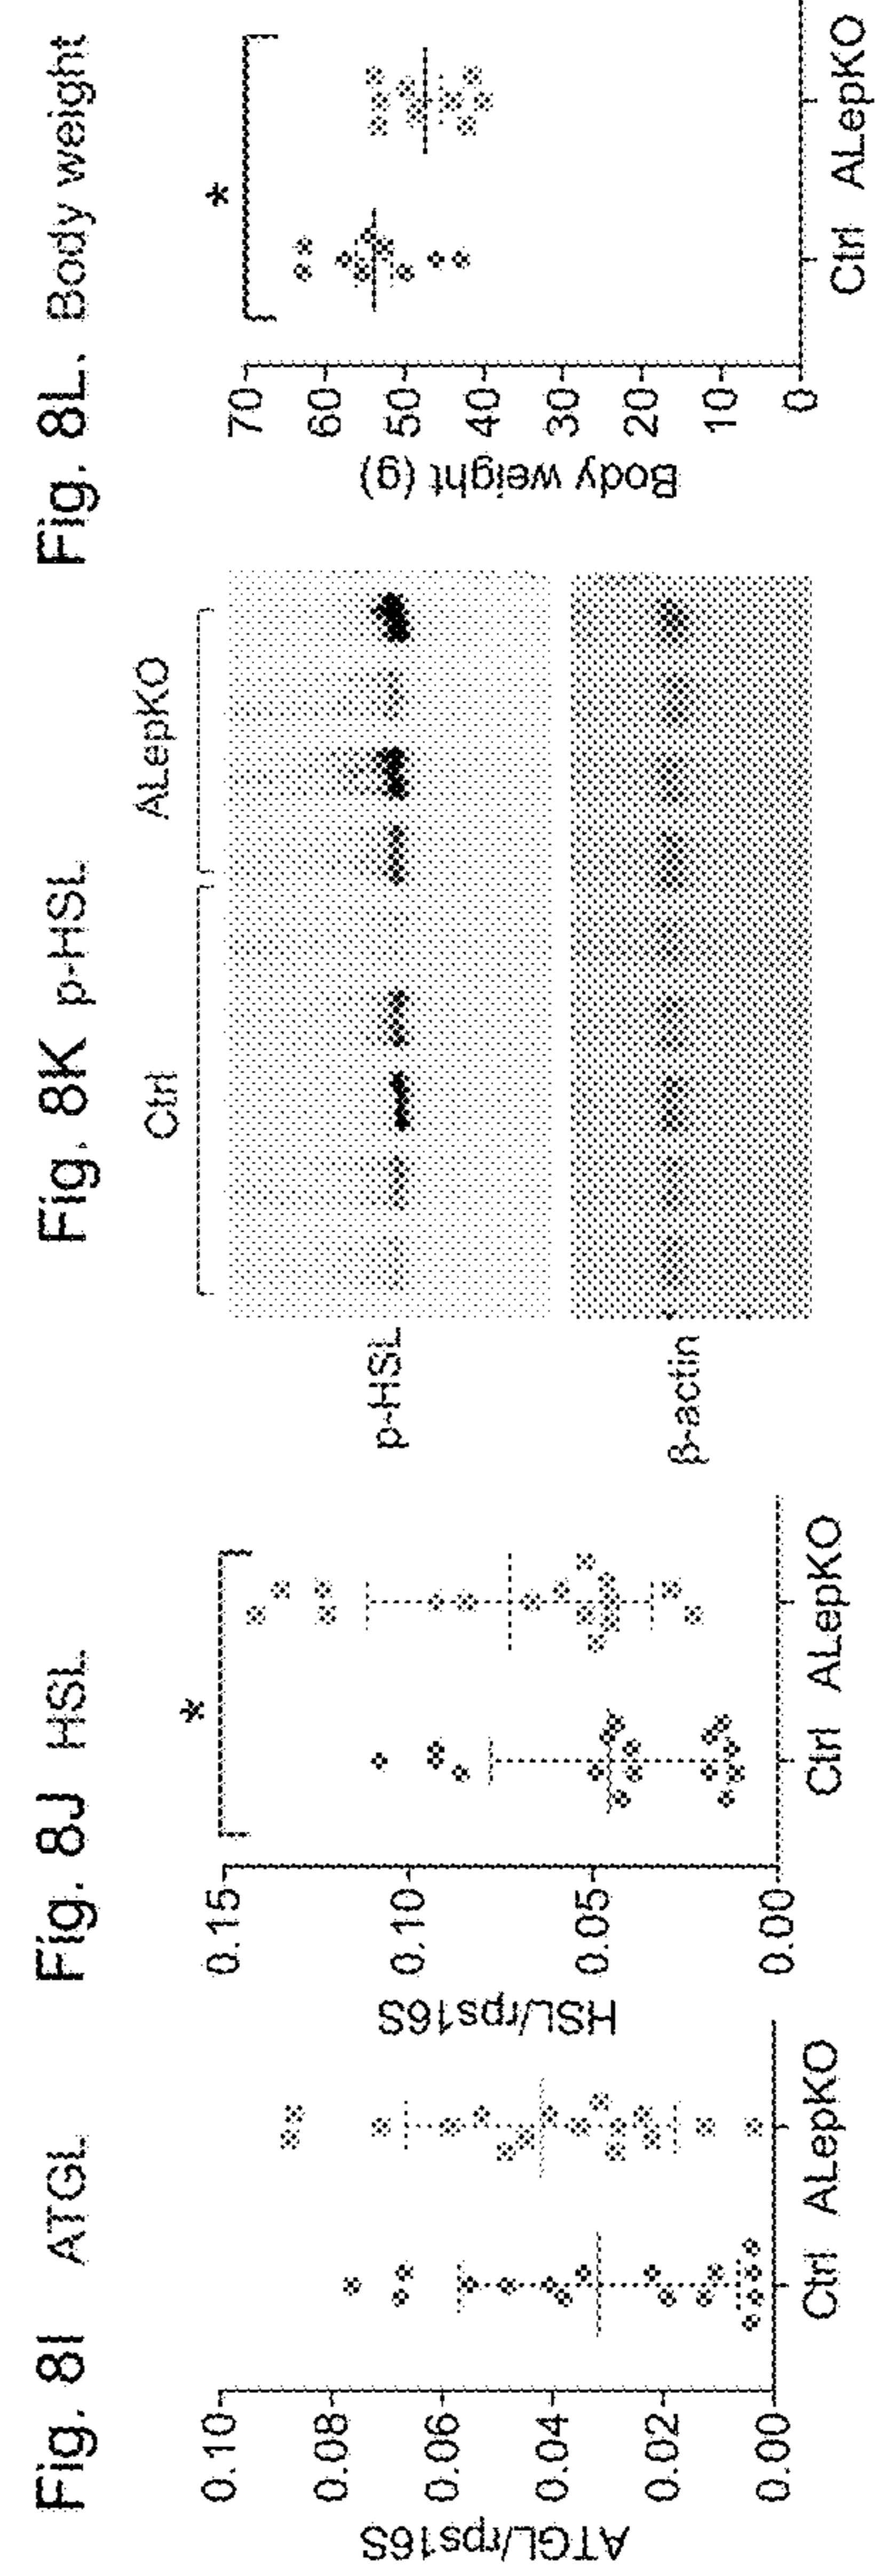 Fig. 8I ATGL
ATGL/rps16S
0.10
0.08
0.06
0.04
0.02
0.00
Ctrl ALepKO
Fig. 8J HSL
*
HSL/rps16S
0.15
0.10
0.05
0.00
Ctrl ALepKO
Fig. 8K p-HSL
Ctrl ALepKO
p-HSL
β-actin
Fig. 8L. Body weight
*
Body weight (g)
70
60
50
40
30
20
10
0
Ctrl ALepKO